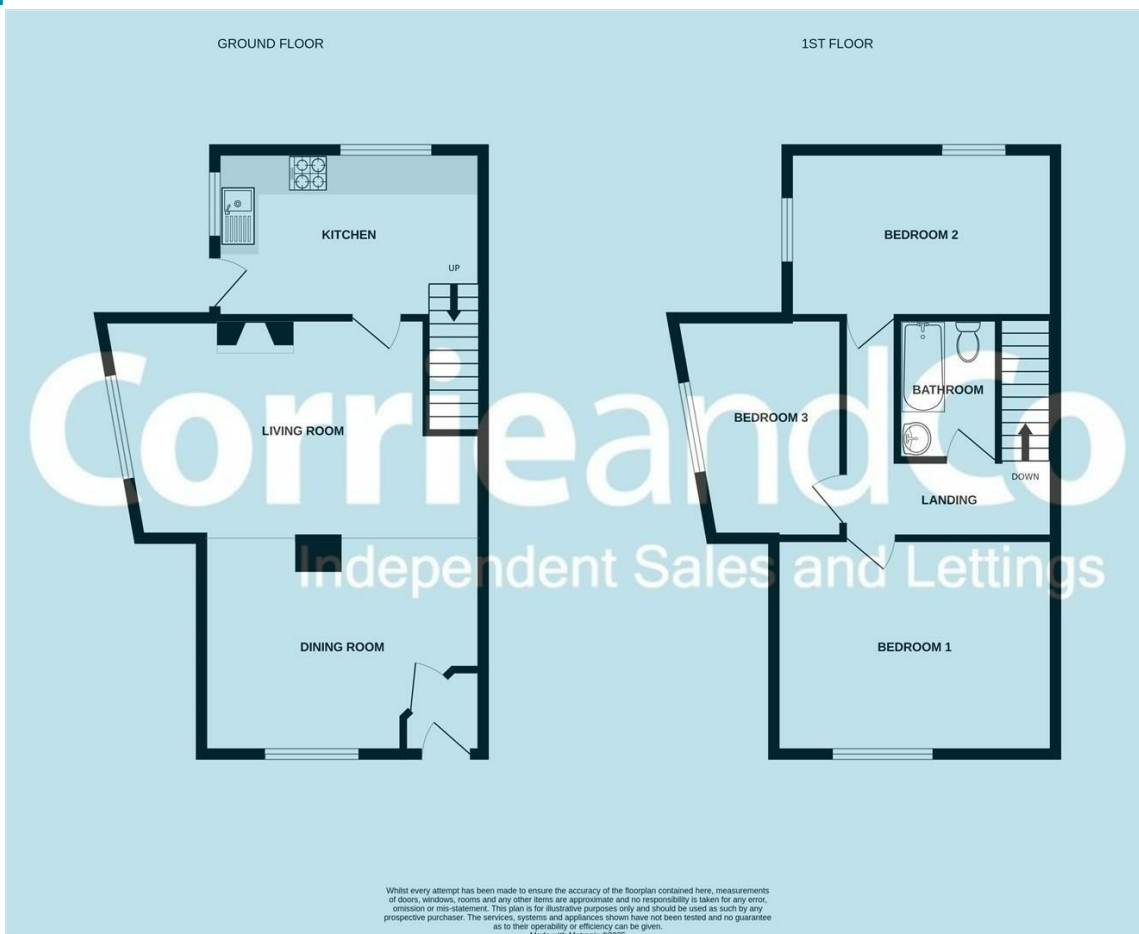 GROUND FLOOR
1ST FLOOR
KITCHEN
UP
LIVING ROOM
DINING ROOM
BEDROOM 2
BEDROOM 3
BATHROOM
DOWN
LANDING
BEDROOM 1
CorrieandCo
Independent Sales and Lettings
Whilst every attempt has been made to ensure the accuracy of the floorplan contained here, measurements
of doors, windows, rooms and any other items are approximate and no responsibility is taken for any error,
omission or mis-statement. This plan is for illustrative purposes only and should be used as such by any
prospective purchaser. The services, systems and appliances shown have not been tested and no guarantee
as to their operability or efficiency can be given.
Made with Metropix ©2025